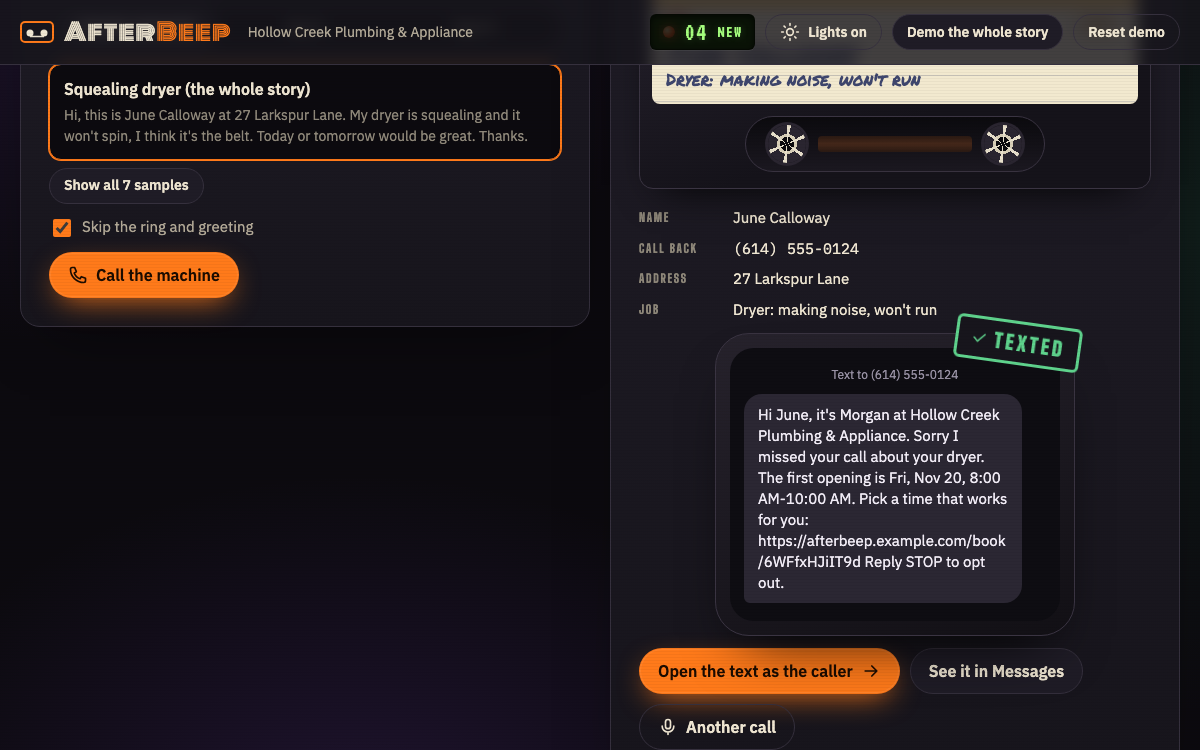 AFTERBEEP Hollow Creek Plumbing & Appliance
04 NEW Lights on Demo the whole story Reset demo
Squealing dryer (the whole story)
Hi, this is June Calloway at 27 Larkspur Lane. My dryer is squealing and it
won't spin, I think it's the belt. Today or tomorrow would be great. Thanks.
Show all 7 samples
Skip the ring and greeting
Call the machine
DRYER: MAKING NOISE, WON'T RUN
NAME June Calloway
CALL BACK (614) 555-0124
ADDRESS 27 Larkspur Lane
JOB Dryer: making noise, won't run
TEXTED
Text to (614) 555-0124
Hi June, it's Morgan at Hollow Creek
Plumbing & Appliance. Sorry I
missed your call about your dryer.
The first opening is Fri, Nov 20, 8:00
AM-10:00 AM. Pick a time that works
for you:
https://afterbeep.example.com/book
/6WFfxHJiIT9d Reply STOP to opt
out.
Open the text as the caller See it in Messages
Another call